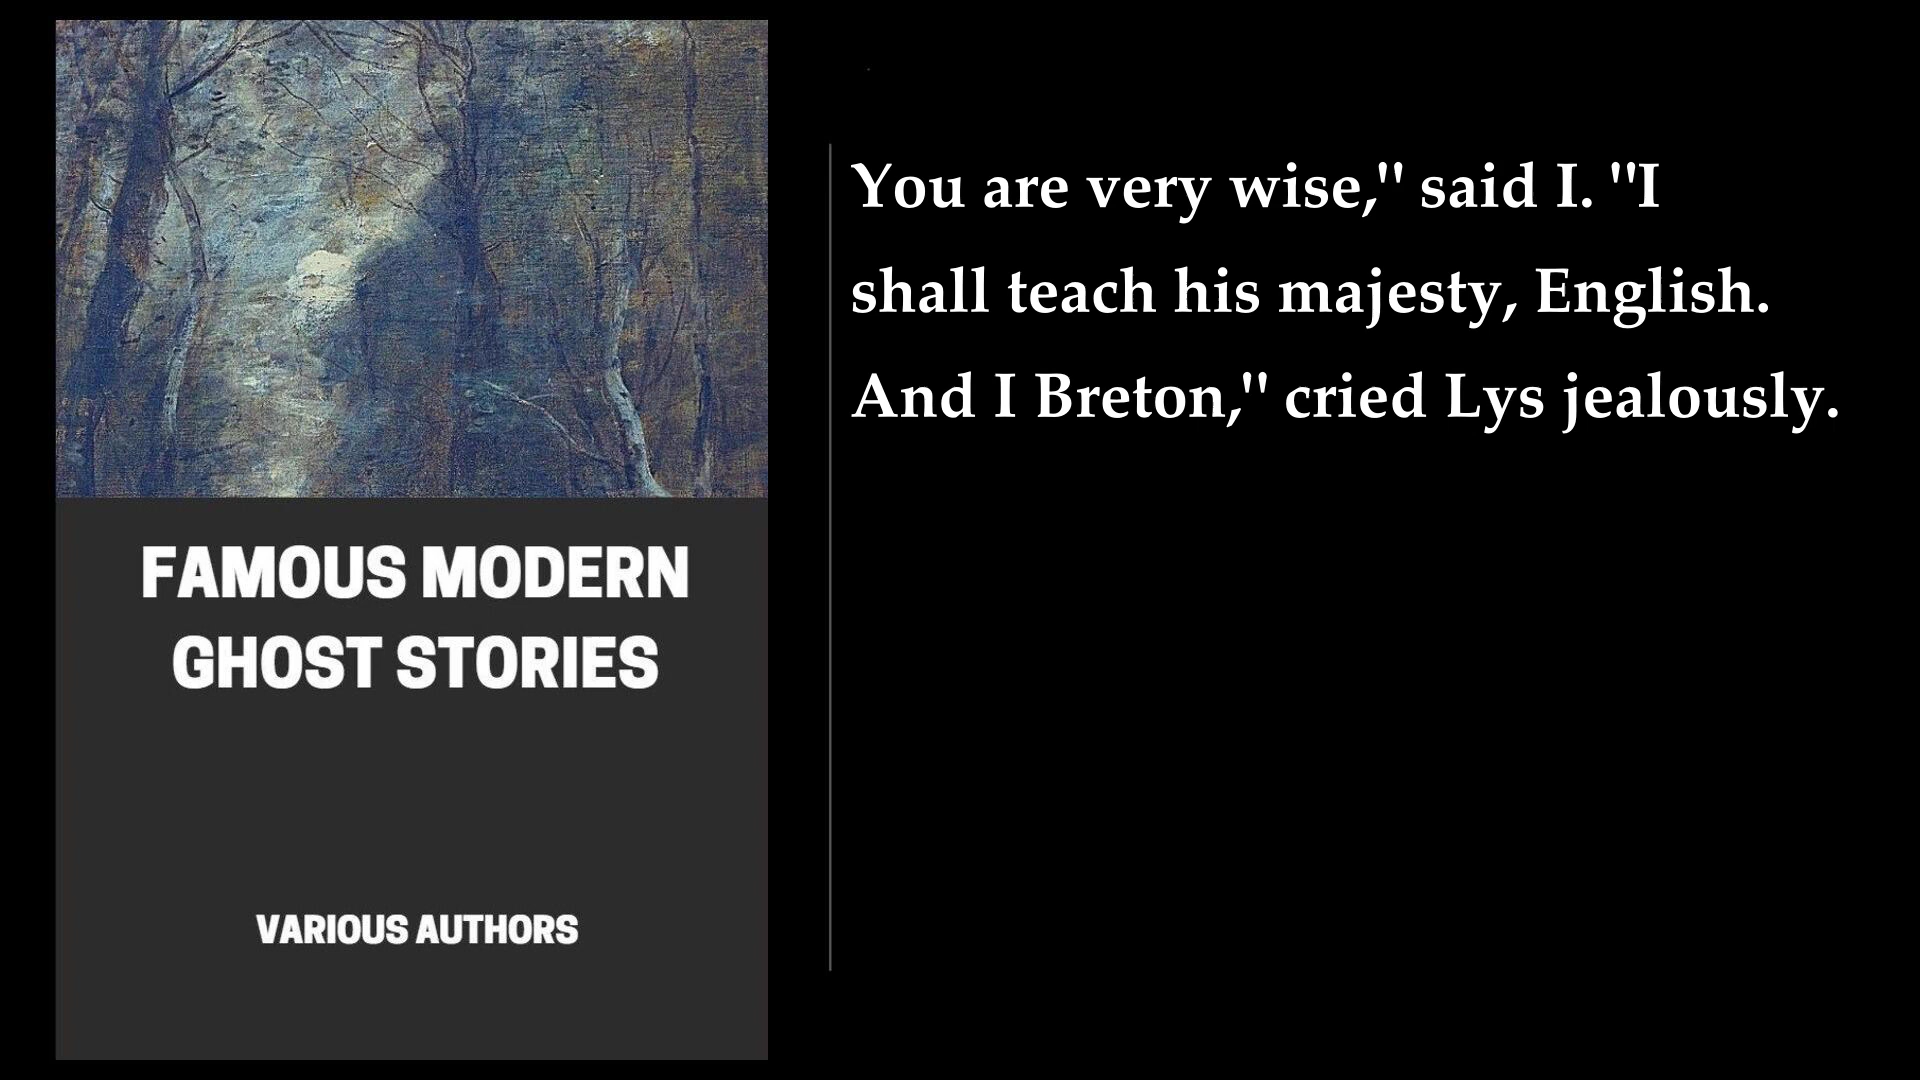 FAMOUS MODERN
GHOST STORIES
VARIOUS AUTHORS
You are very wise," said I. "I
shall teach his majesty, English.
And I Breton," cried Lys jealously.